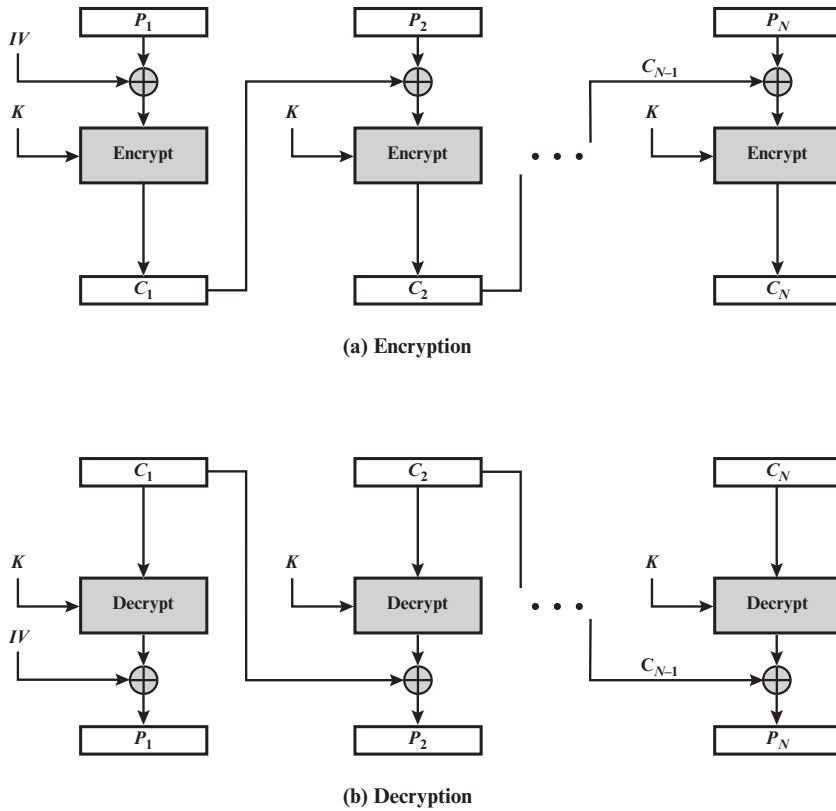 P1 P2 PN
IV
CN–1
K K K
Encrypt Encrypt Encrypt
• • •
C1 C2 CN
(a) Encryption
C1 C2 CN
K K K
Decrypt Decrypt Decrypt
• • •
IV
CN–1
P1 P2 PN
(b) Decryption